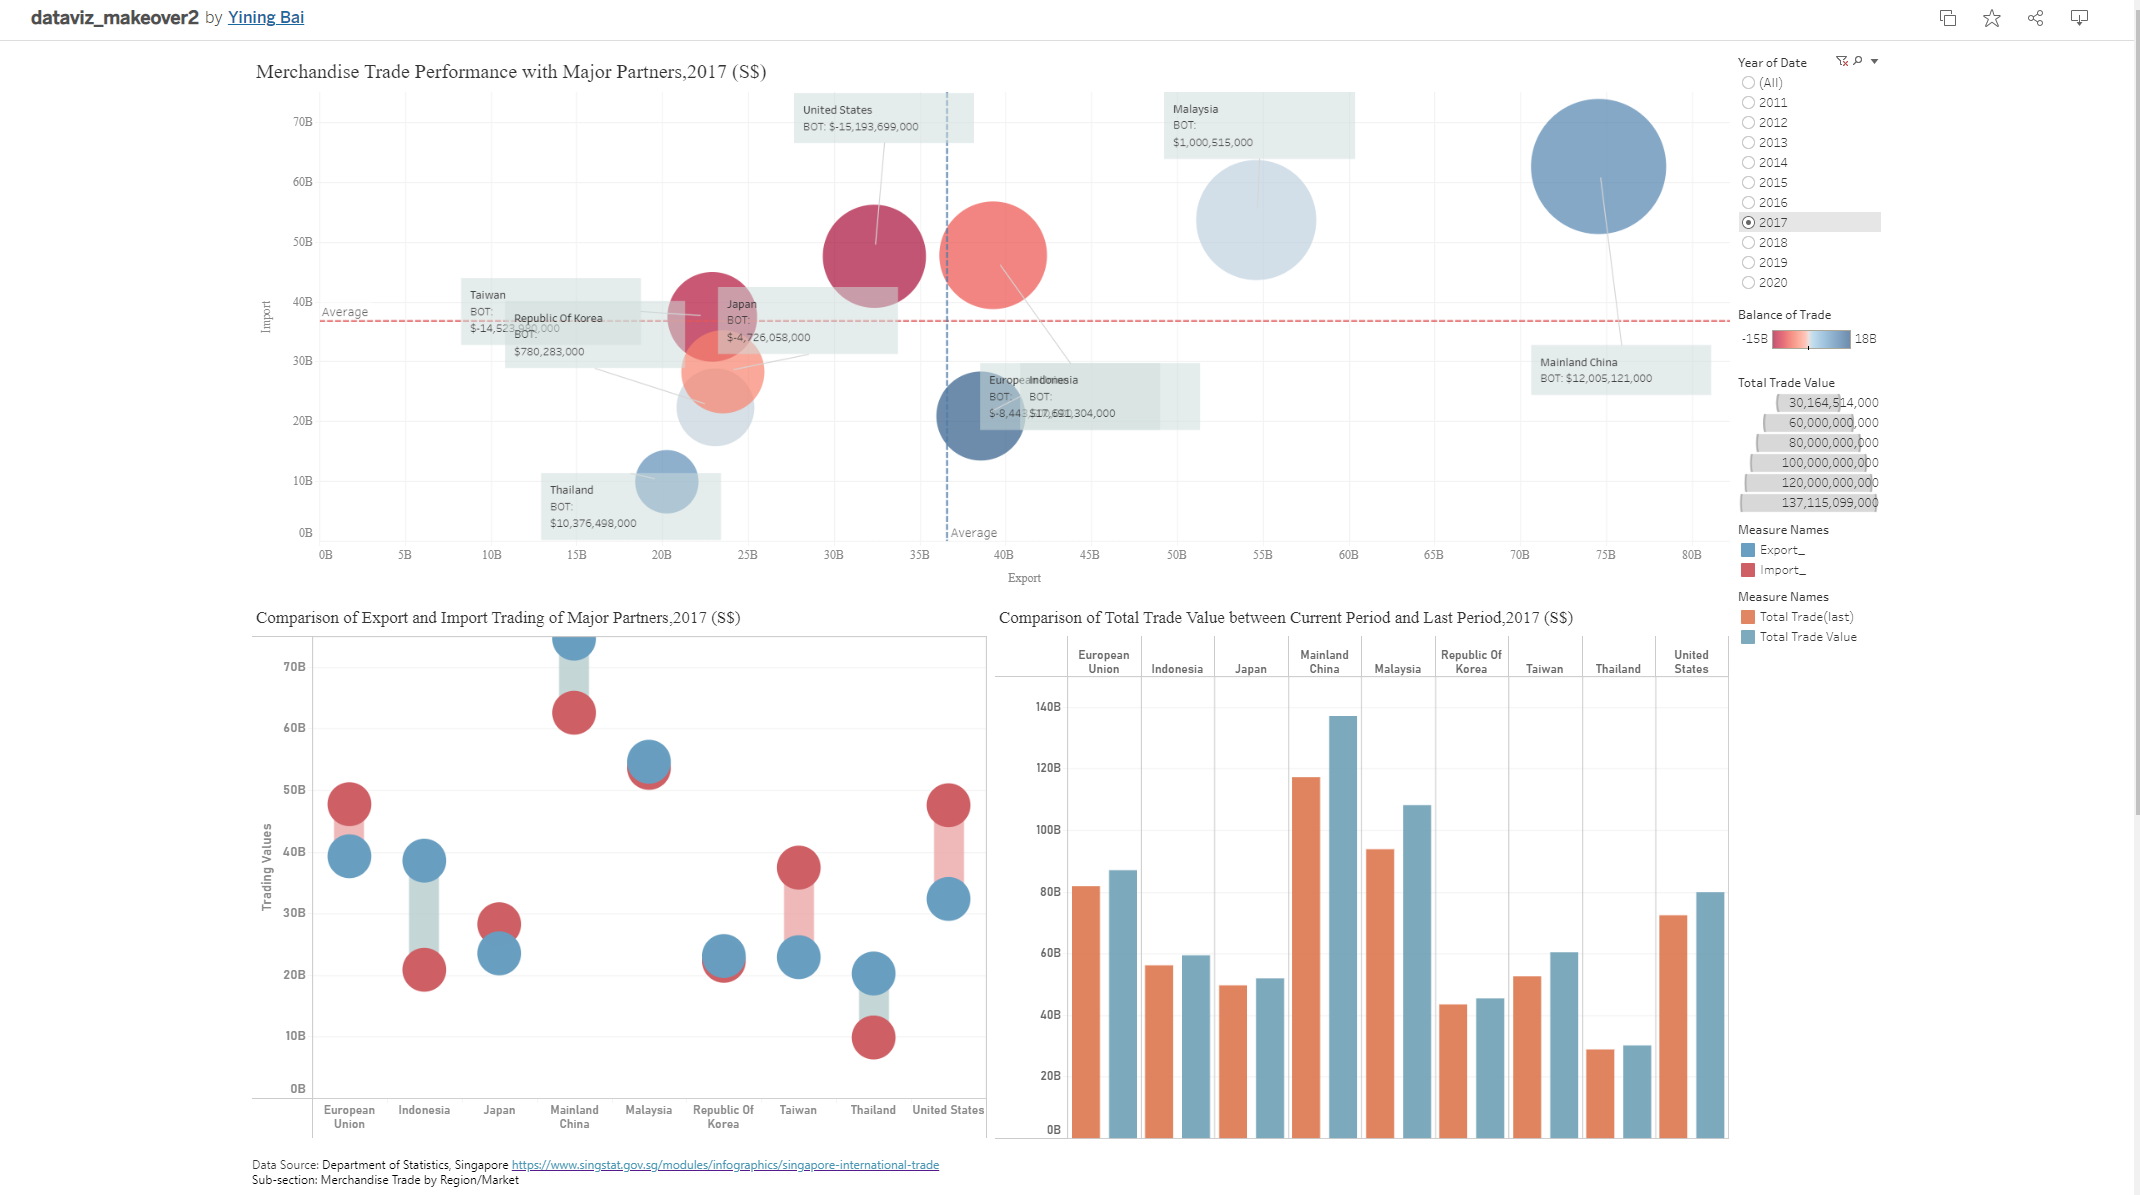 dataviz_makeover2 by Yining Bai
Merchandise Trade Performance with Major Partners,2017 (S$)
Import
70B
60B
50B
40B
30B
20B
10B
0B
Average
United States
BOT: $-15,193,699,000
Malaysia
BOT:
$1,000,515,000
Taiwan
BOT:
Republic Of Korea
BOT:
$780,283,000
Japan
BOT:
$-4,726,058,000
Indonesia
BOT: BOT:
$17,691,304,000
Mainland China
BOT: $12,005,121,000
Thailand
BOT:
$10,376,498,000
Average
0B 5B 10B 15B 20B 25B 30B 35B 40B 45B 50B 55B 60B 65B 70B 75B 80B
Export
Year of Date
(All)
2011
2012
2013
2014
2015
2016
2017
2018
2019
2020
Balance of Trade
-15B 18B
Total Trade Value
30,164,514,000
60,000,000,000
80,000,000,000
100,000,000,000
120,000,000,000
137,115,099,000
Measure Names
Export_
Import_
Measure Names
Total Trade(last)
Total Trade Value
Comparison of Export and Import Trading of Major Partners,2017 (S$)
Trading Values
70B
60B
50B
40B
30B
20B
10B
0B
European Union
Indonesia
Japan
Mainland China
Malaysia
Republic Of Korea
Taiwan
Thailand
United States
Comparison of Total Trade Value between Current Period and Last Period,2017 (S$)
European Union
Indonesia
Japan
Mainland China
Malaysia
Republic Of Korea
Taiwan
Thailand
United States
140B
120B
100B
80B
60B
40B
20B
0B
Data Source: Department of Statistics, Singapore https://www.singstat.gov.sg/modules/infographics/singapore-international-trade
Sub-section: Merchandise Trade by Region/Market